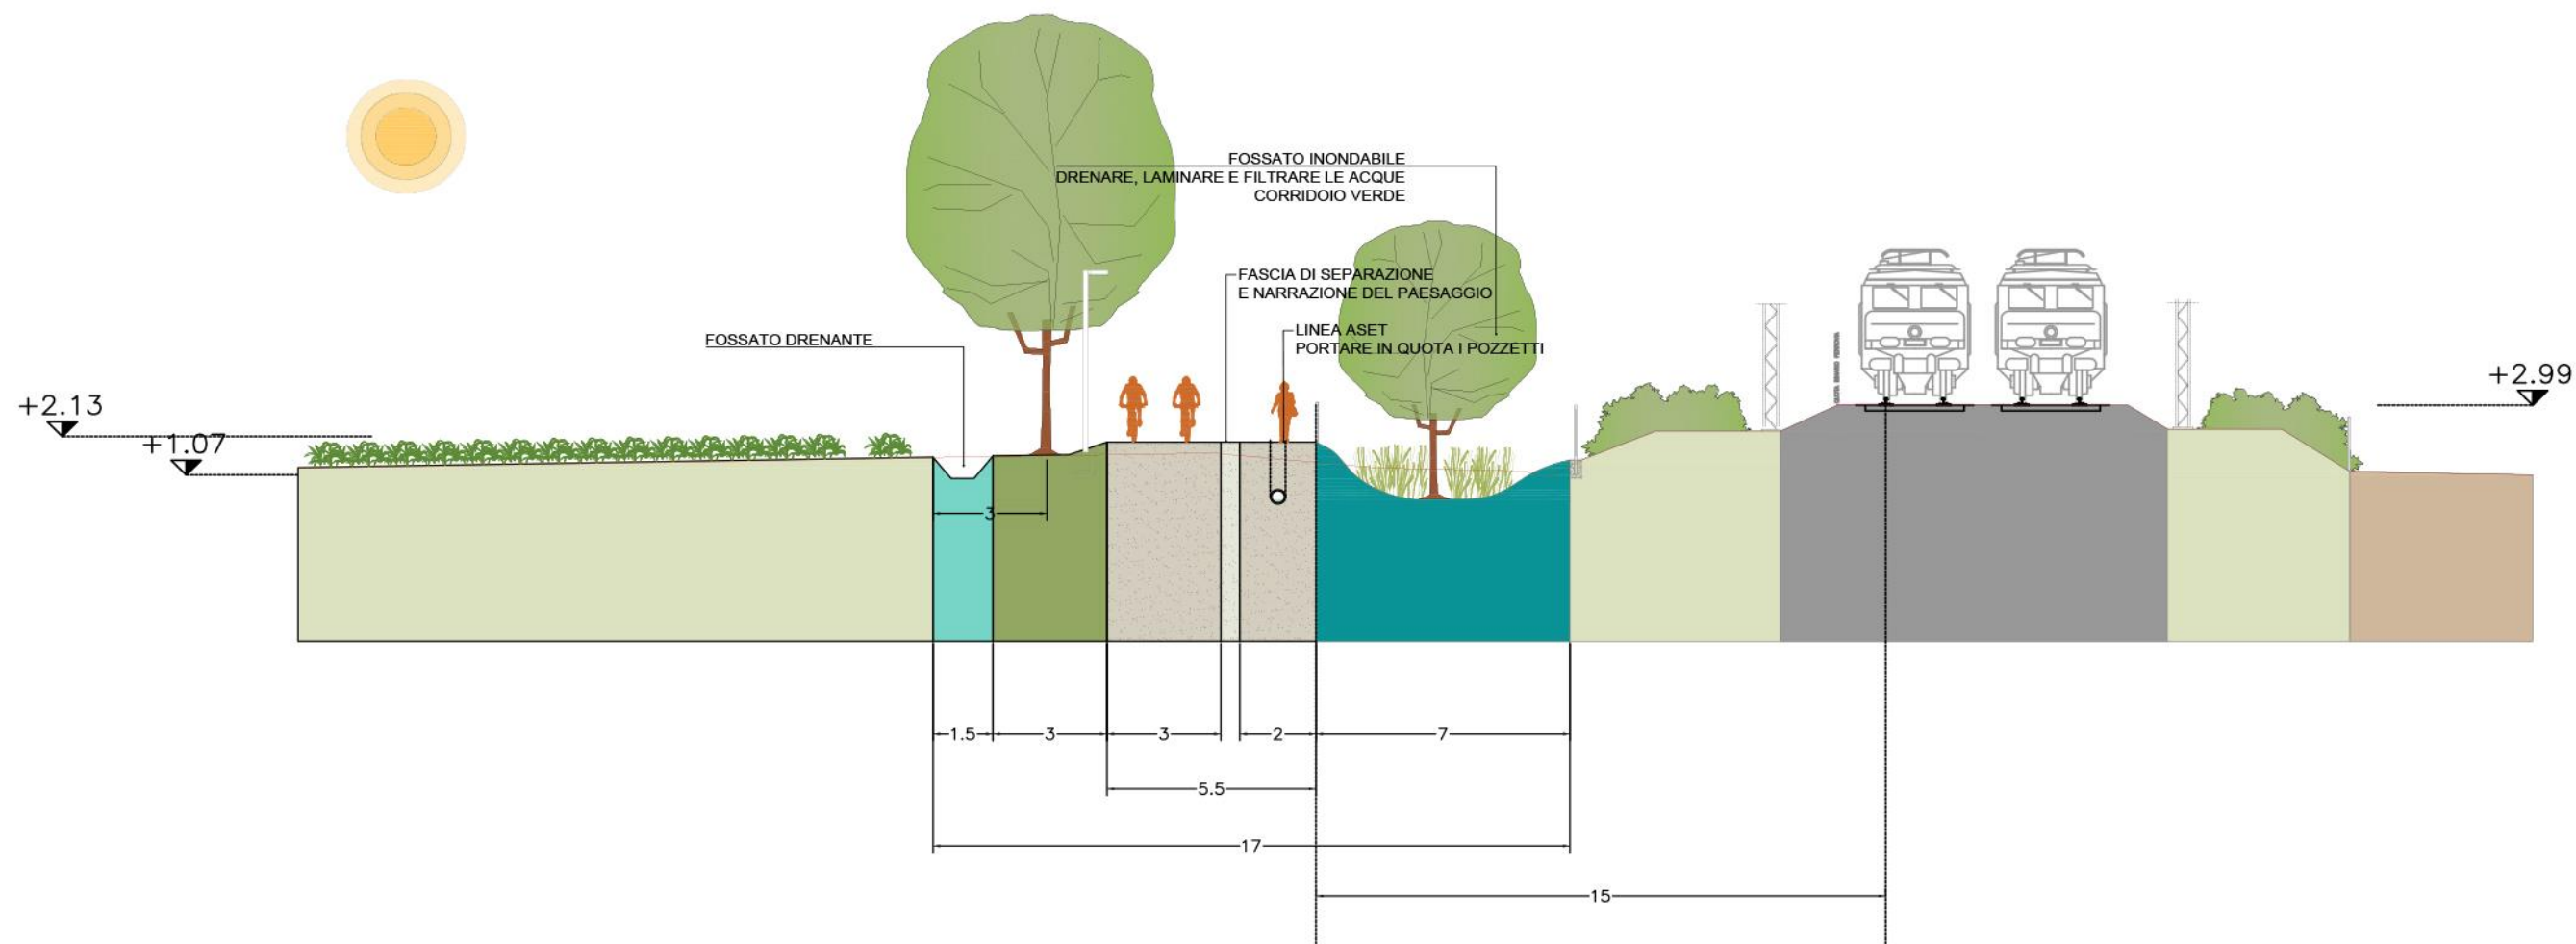 FOSSATO INONDABILE
DRENARE, LAMINARE E FILTRARE LE ACQUE
CORRIDOIO VERDE
FASCIA DI SEPARAZIONE
E NARRAZIONE DEL PAESAGGIO
LINEA ASET
PORTARE IN QUOTA I POZZETTI
FOSSATO DRENANTE
+2.13
+1.07
+2.99
3
1.5
3
3
2
7
5.5
17
15